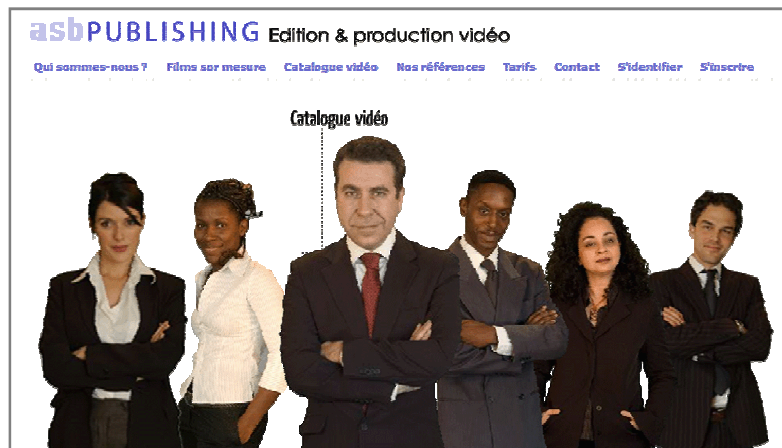 asbPUBLISHING Edition & production vidéo
Qui sommes-nous ? Films sur mesure Catalogue vidéo Nos références Tarifs Contact S'identifier S'inscrire
Catalogue vidéo